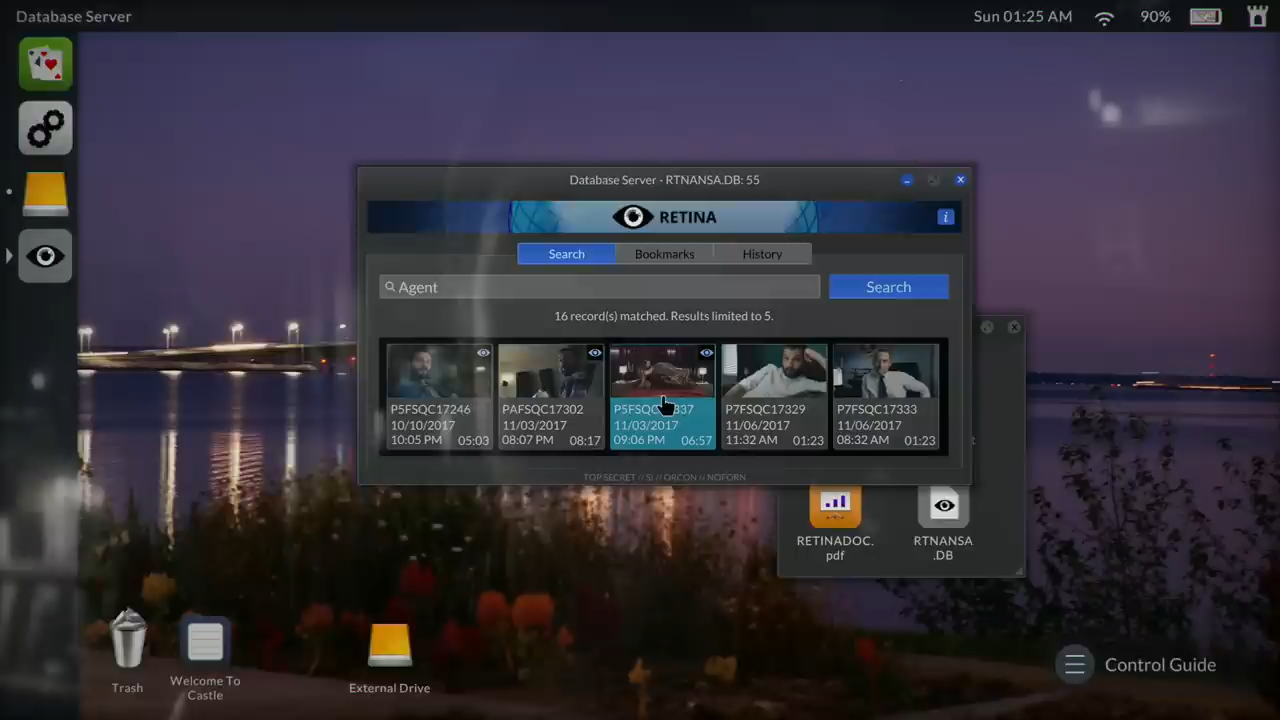 Database Server
Sun 01:25 AM
90%
Database Server - RTNANSA.DB: 55
RETINA
i
Search
Bookmarks
History
Agent
Search
16 record(s) matched. Results limited to 5.
P5FSQC17246
10/10/2017
10:05 PM 05:03
PAFSQC17302
11/03/2017
08:07 PM 08:17
11/03/2017
09:06 PM 06:57
P7FSQC17329
11/06/2017
11:32 AM 01:23
P7FSQC17333
11/06/2017
08:32 AM 01:23
TOP SECRET // SI // ORCON // NOFORN
RETINADOC.
pdf
RTNANSA
.DB
Trash
Welcome To
Castle
External Drive
Control Guide